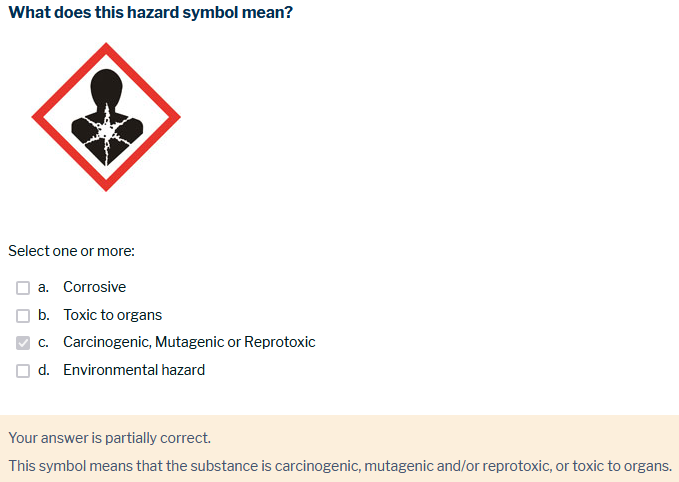 What does this hazard symbol mean?
Select one or more:
a. Corrosive
b. Toxic to organs
c. Carcinogenic, Mutagenic or Reprotoxic
d. Environmental hazard
Your answer is partially correct.
This symbol means that the substance is carcinogenic, mutagenic and/or reprotoxic, or toxic to organs.